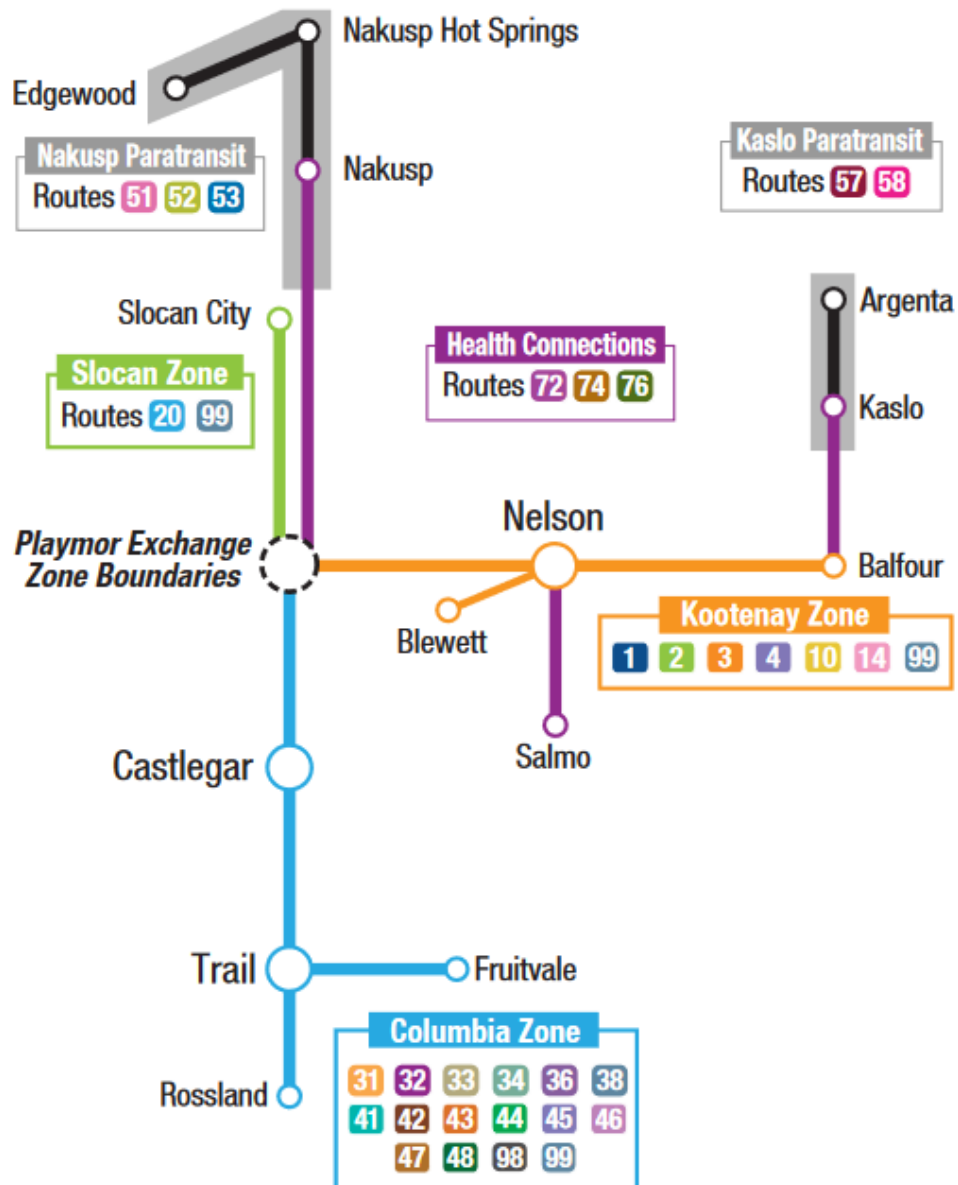 Nakusp Hot Springs
Edgewood
Nakusp Paratransit
Routes 51 52 53
Nakusp
Kaslo Paratransit
Routes 57 58
Slocan City
Slocan Zone
Routes 20 99
Health Connections
Routes 72 74 76
Argenta
Kaslo
Playmor Exchange
Zone Boundaries
Nelson
Balfour
Blewett
Kootenay Zone
1 2 3 4 10 14 99
Salmo
Castlegar
Trail
Fruitvale
Rossland
Columbia Zone
31 32 33 34 36 38
41 42 43 44 45 46
47 48 98 99